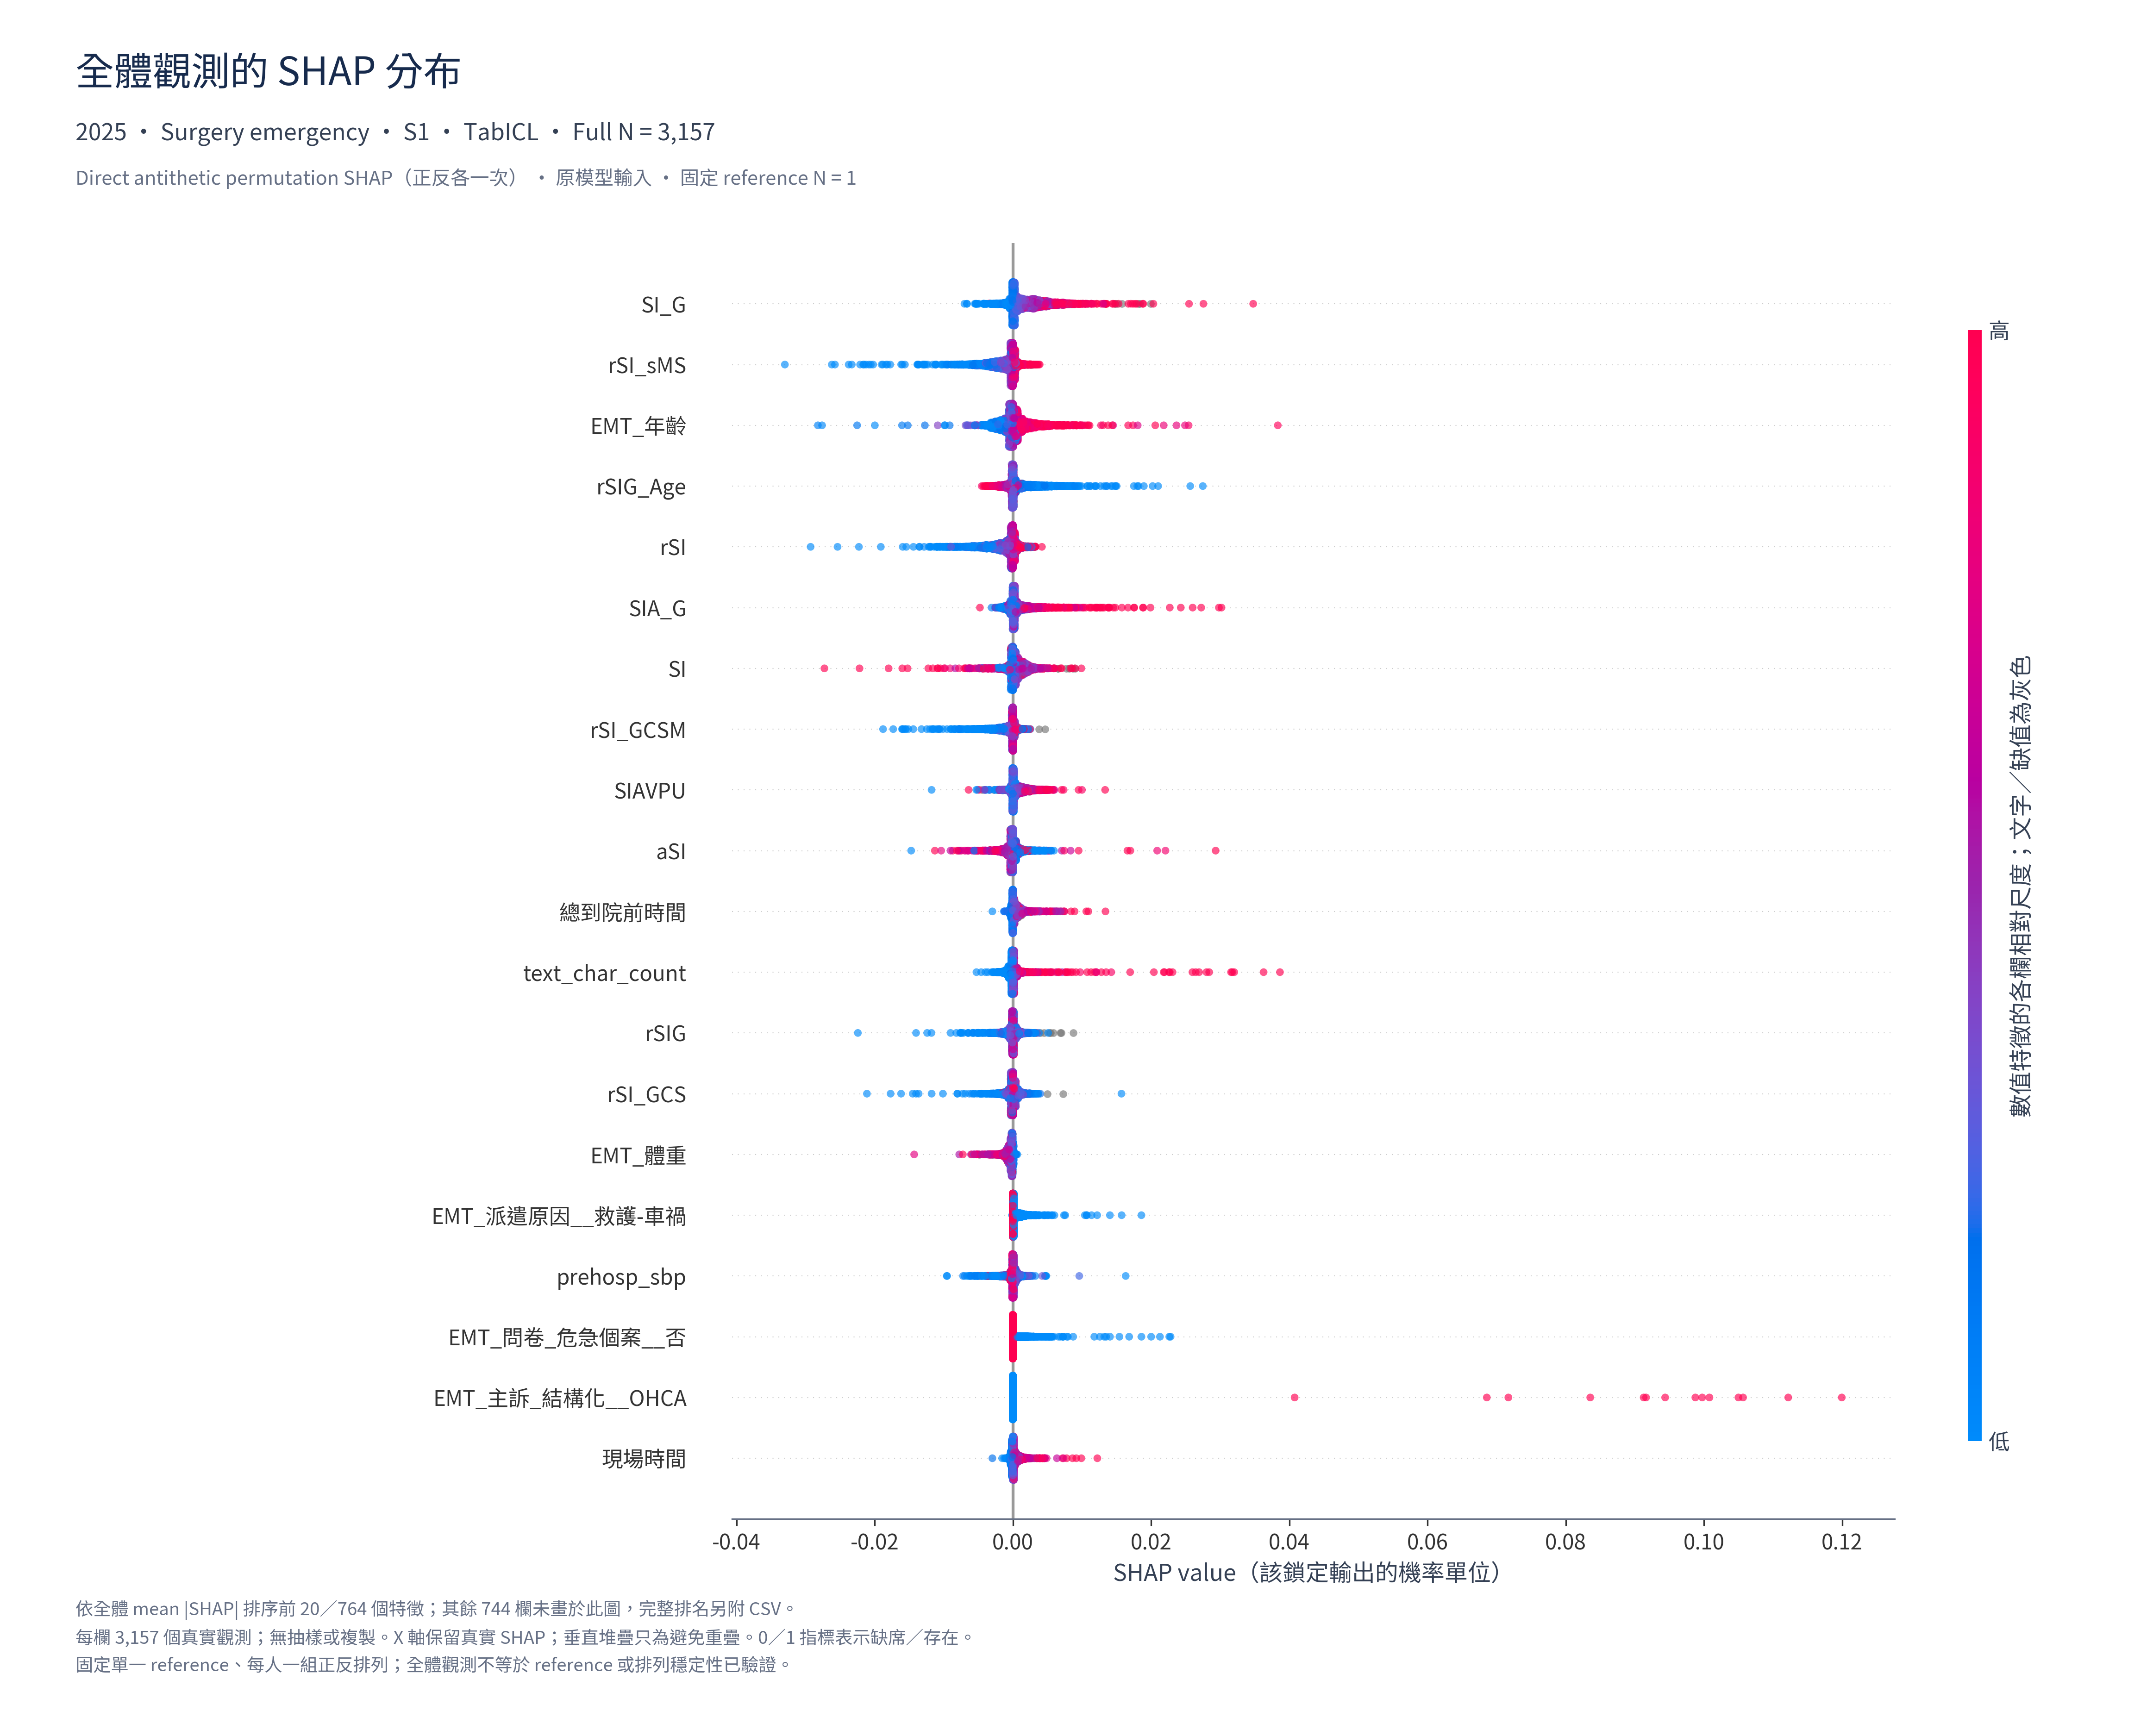 全體觀測的 SHAP 分布
2025 • Surgery emergency • S1 • TabICL • Full N = 3,157
Direct antithetic permutation SHAP（正反各一次） • 原模型輸入 • 固定 reference N = 1
SI_G
rSI_sMS
EMT_年齡
rSIG_Age
rSI
SIA_G
SI
rSI_GCSM
SIAVPU
aSI
總到院前時間
text_char_count
rSIG
rSI_GCS
EMT_體重
EMT_派遣原因__救護-車禍
prehosp_sbp
EMT_問卷_危急個案__否
EMT_主訴_結構化__OHCA
現場時間
-0.04 -0.02 0.00 0.02 0.04 0.06 0.08 0.10 0.12
SHAP value（該鎖定輸出的機率單位）
高
數值特徵的各欄相對尺度；文字／缺值為灰色
低
依全體 mean |SHAP| 排序前 20／764 個特徵；其餘 744 欄未畫於此圖，完整排名另附 CSV。
每欄 3,157 個真實觀測；無抽樣或複製。X 軸保留真實 SHAP；垂直堆疊只為避免重疊。0／1 指標表示缺席／存在。
固定單一 reference、每人一組正反排列；全體觀測不等於 reference 或排列穩定性已驗證。